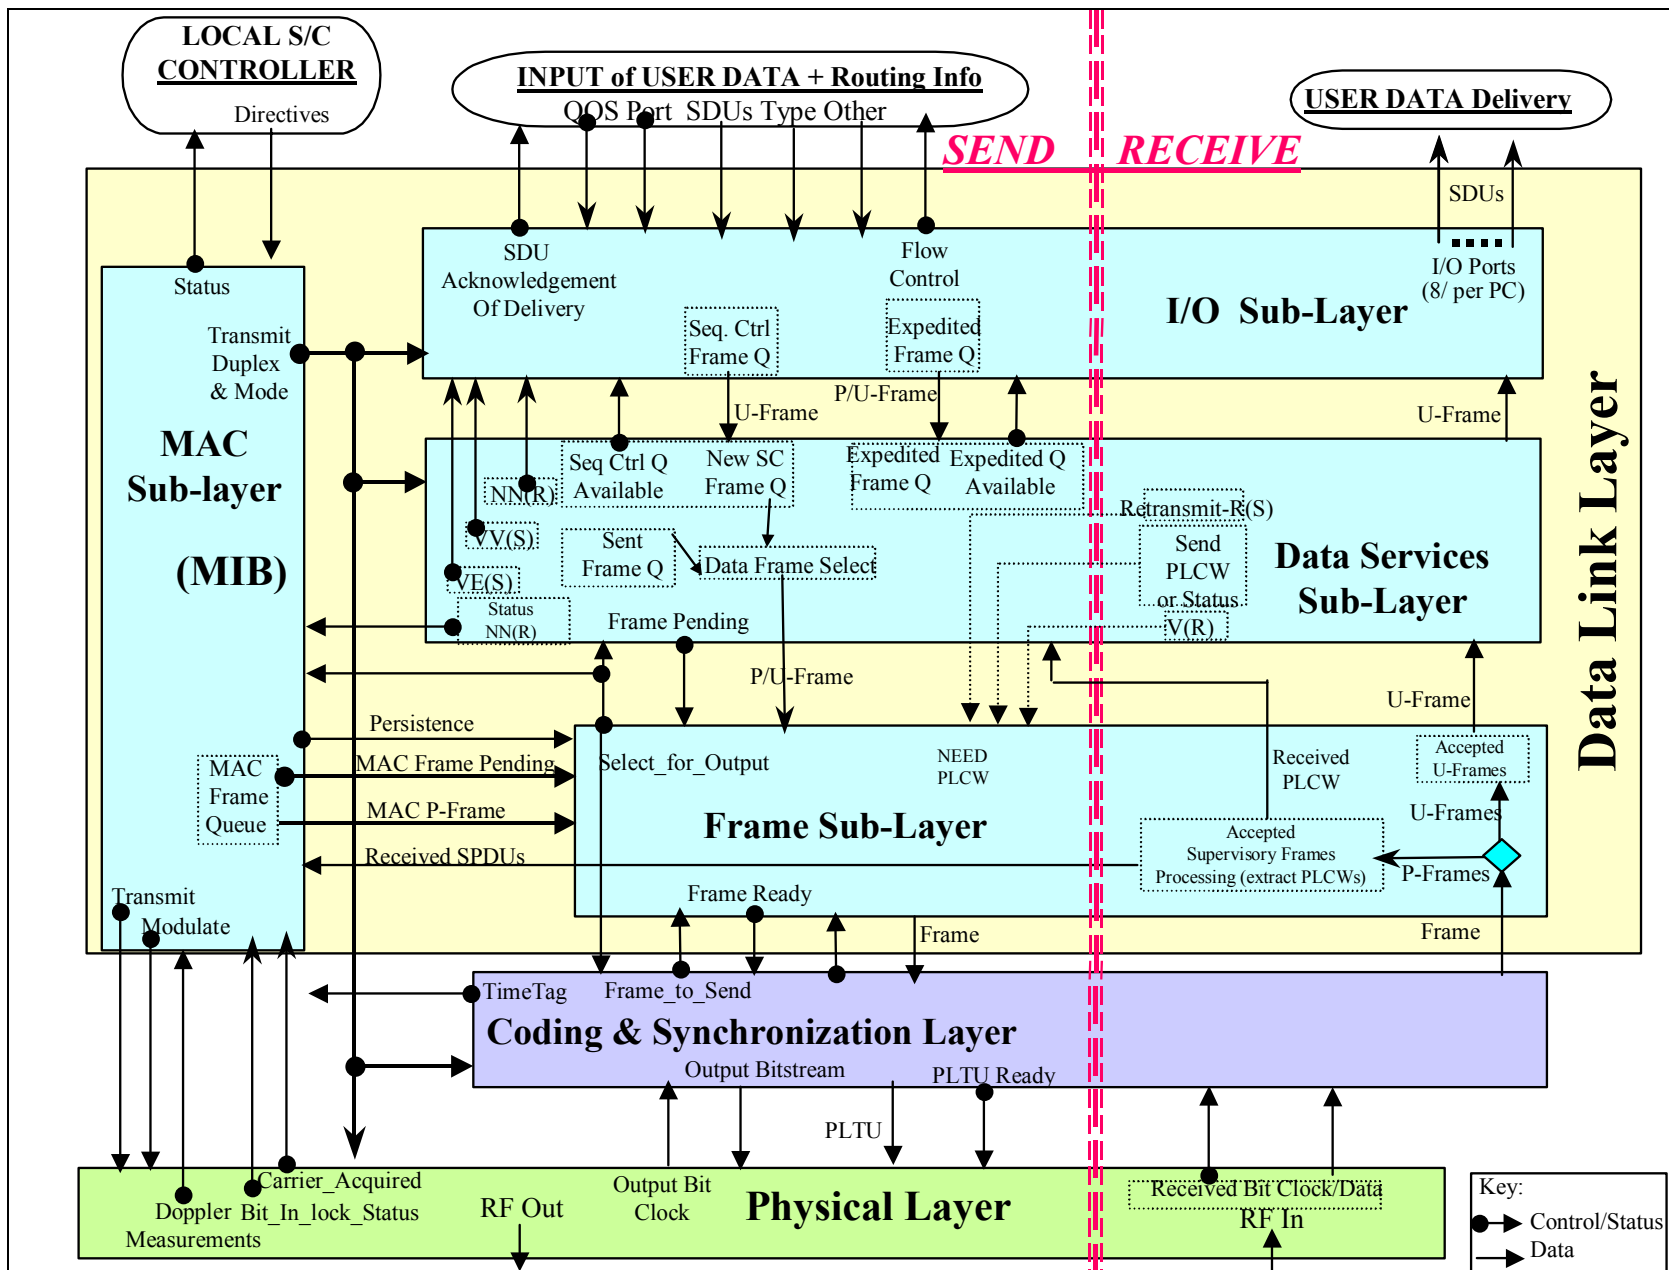 LOCAL S/C
CONTROLLER
Directives
INPUT of USER DATA + Routing Info
QOS Port SDUs Type Other
USER DATA Delivery
SEND
RECEIVE
SDUs
Status
SDU
Acknowledgement
Of Delivery
Flow
Control
I/O Ports
(8/ per PC)
I/O Sub-Layer
Transmit
Duplex
& Mode
Seq. Ctrl
Frame Q
Expedited
Frame Q
U-Frame
P/U-Frame
U-Frame
MAC
Sub-layer
(MIB)
Data Link Layer
NN(R)
VV(S)
VE(S)
Status
NN(R)
Seq Ctrl Q
Available
New SC
Frame Q
Expedited
Frame Q
Expedited Q
Available
Sent
Frame Q
Data Frame Select
Retransmit-R(S)
Send
PLCW
or Status
V(R)
Data Services
Sub-Layer
Frame Pending
P/U-Frame
U-Frame
Persistence
MAC Frame Pending
MAC
Frame
Queue
MAC P-Frame
Received SPDUs
Select_for_Output
NEED
PLCW
Received
PLCW
Accepted
U-Frames
U-Frames
Frame Sub-Layer
Accepted
Supervisory Frames
Processing (extract PLCWs)
P-Frames
Transmit
Modulate
Frame Ready
Frame
Frame
TimeTag
Frame_to_Send
Coding & Synchronization Layer
Output Bitstream
PLTU Ready
PLTU
Carrier_Acquired
Doppler
Bit_In_lock_Status
Measurements
RF Out
Output Bit
Clock
Physical Layer
Received Bit Clock/Data
RF In
Key:
Control/Status
Data